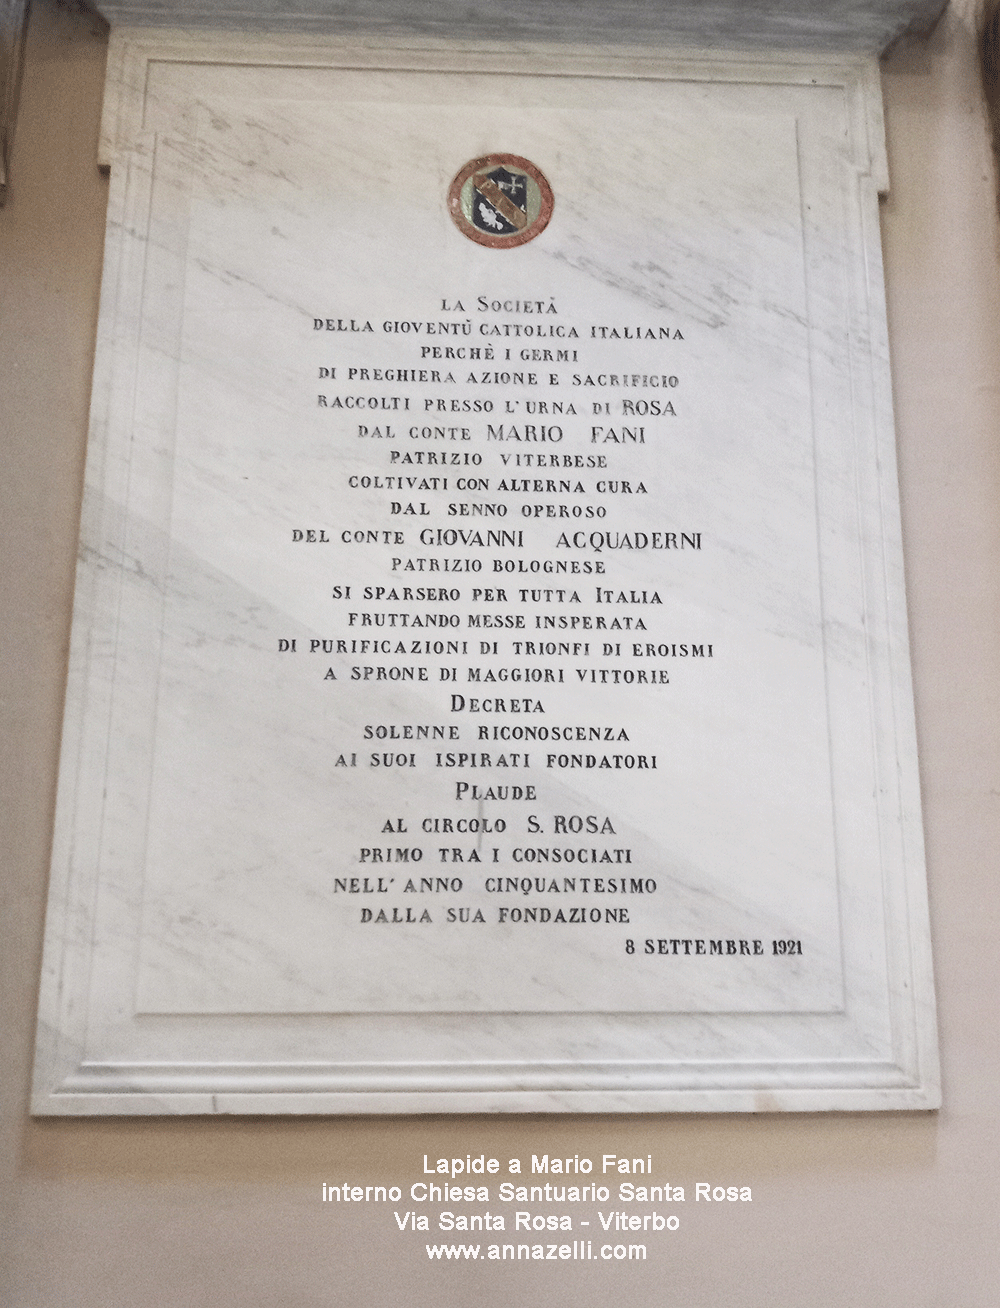 LA SOCIETÀ
DELLA GIOVENTÙ CATTOLICA ITALIANA
PERCHÈ I GERMI
DI PREGHIERA AZIONE E SACRIFICIO
RACCOLTI PRESSO L'URNA DI ROSA
DAL CONTE MARIO FANI
PATRIZIO VITERBESE
COLTIVATI CON ALTERNA CURA
DAL SENNO OPEROSO
DEL CONTE GIOVANNI ACQUADERNI
PATRIZIO BOLOGNESE
SI SPARSERO PER TUTTA ITALIA
FRUTTANDO MESSE INSPERATA
DI PURIFICAZIONI DI TRIONFI DI EROISMI
A SPRONE DI MAGGIORI VITTORIE
DECRETA
SOLENNE RICONOSCENZA
AI SUOI ISPIRATI FONDATORI
PLAUDE
AL CIRCOLO S. ROSA
PRIMO TRA I CONSOCIATI
NELL' ANNO CINQUANTESIMO
DALLA SUA FONDAZIONE
8 SETTEMBRE 1921
Lapide a Mario Fani
interno Chiesa Santuario Santa Rosa
Via Santa Rosa - Viterbo
www.annazelli.com